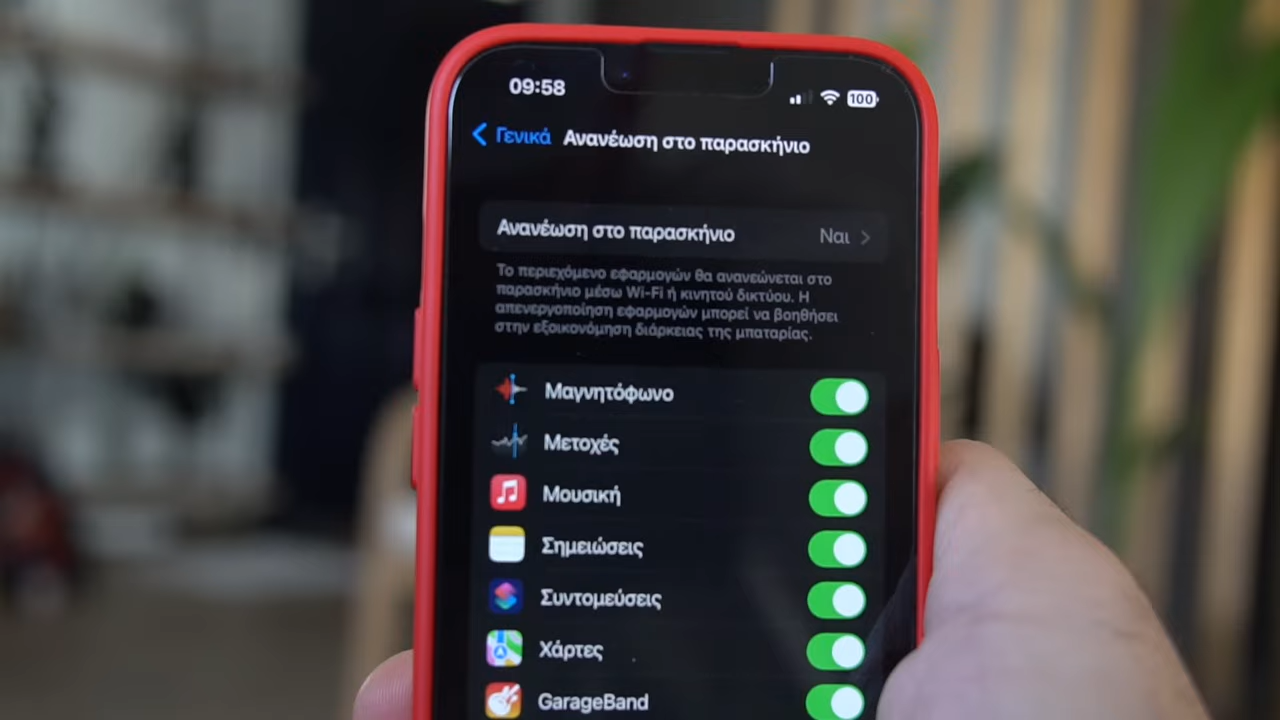 09:58
100
Γενικά Ανανέωση στο παρασκήνιο
Ανανέωση στο παρασκήνιο Ναι
Το περιεχόμενο εφαρμογών θα ανανεώνεται στο
παρασκήνιο μέσω Wi-Fi ή κινητού δικτύου. Η
απενεργοποίηση εφαρμογών μπορεί να βοηθήσει
στην εξοικονόμηση διάρκειας της μπαταρίας.
Μαγνητόφωνο
Μετοχές
Μουσική
Σημειώσεις
Συντομεύσεις
Χάρτες
GarageBand